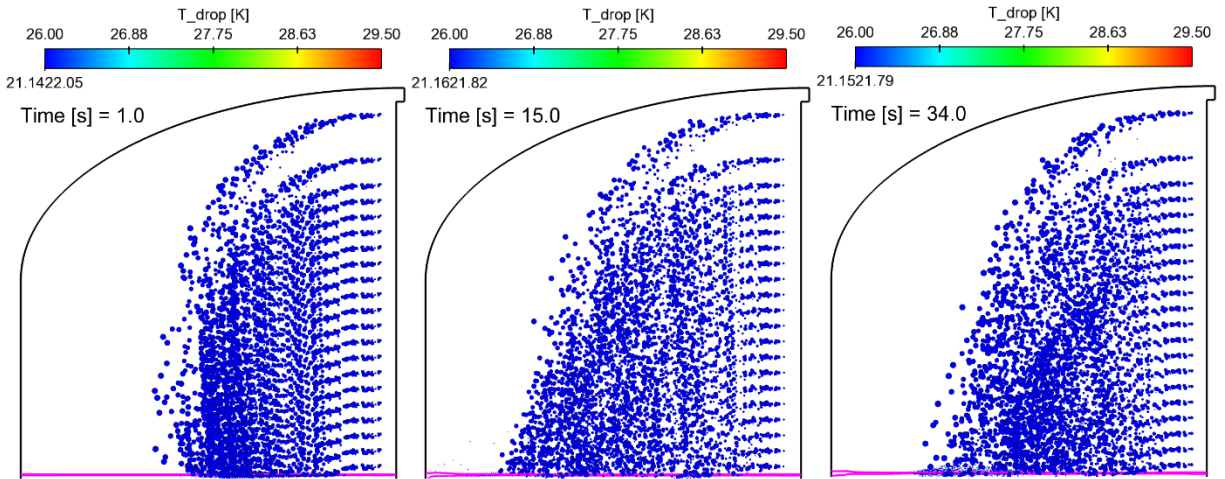 T_drop [K]
26.00 26.88 27.75 28.63 29.50
21.1422.05
Time [s] = 1.0
T_drop [K]
26.00 26.88 27.75 28.63 29.50
21.1621.82
Time [s] = 15.0
T_drop [K]
26.00 26.88 27.75 28.63 29.50
21.1521.79
Time [s] = 34.0